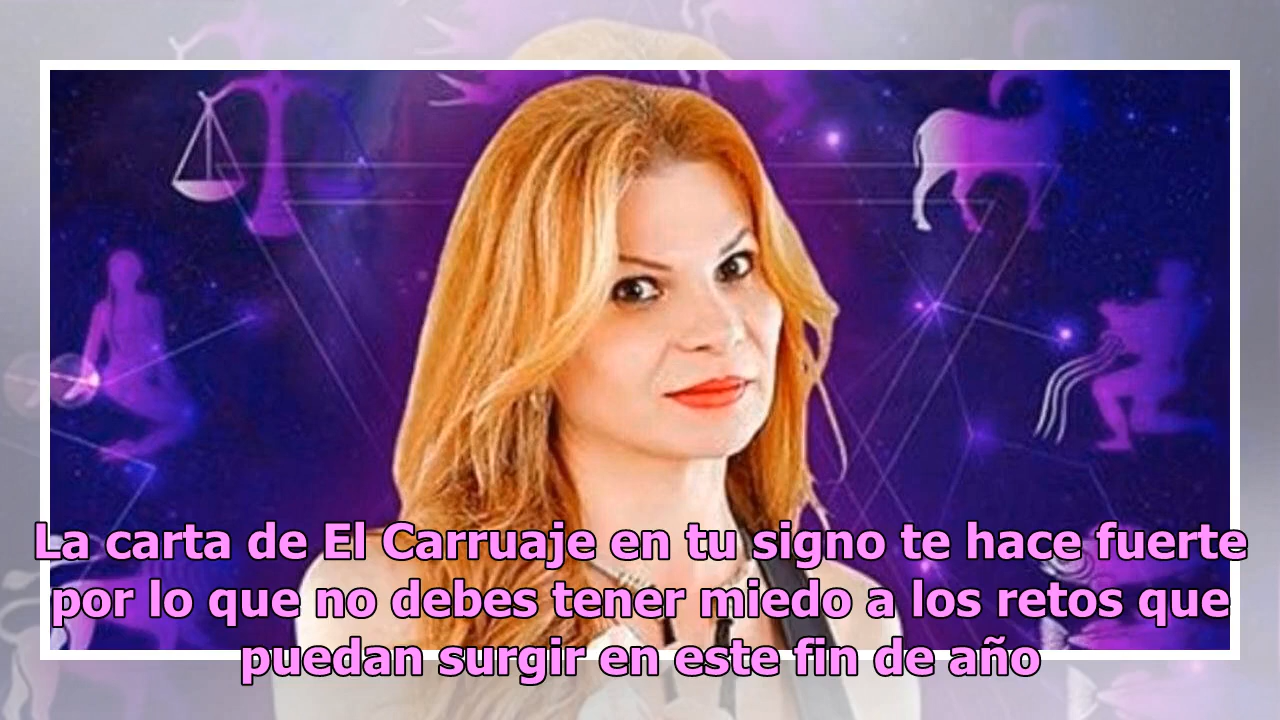 La carta de El Carruaje en tu signo te hace fuerte
por lo que no debes tener miedo a los retos que
puedan surgir en este fin de año